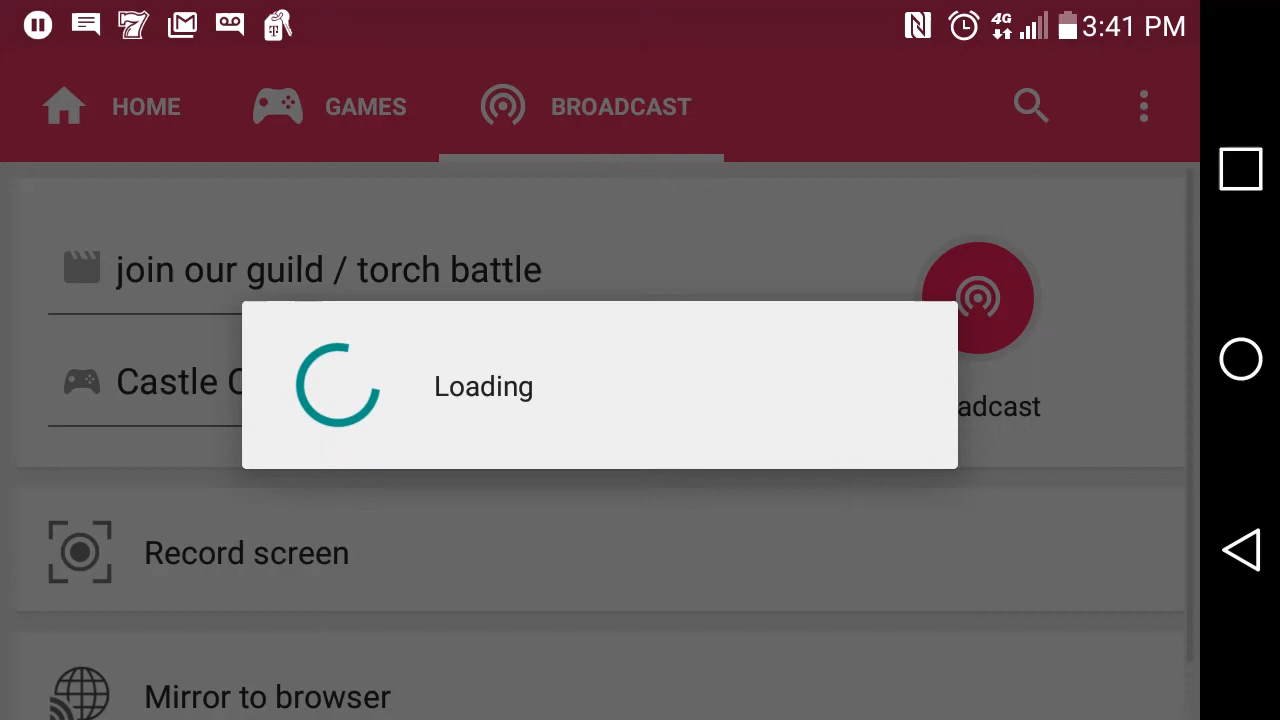 4G 3:41 PM
HOME GAMES BROADCAST
join our guild / torch battle
Castle C
Loading
adcast
Record screen
Mirror to browser